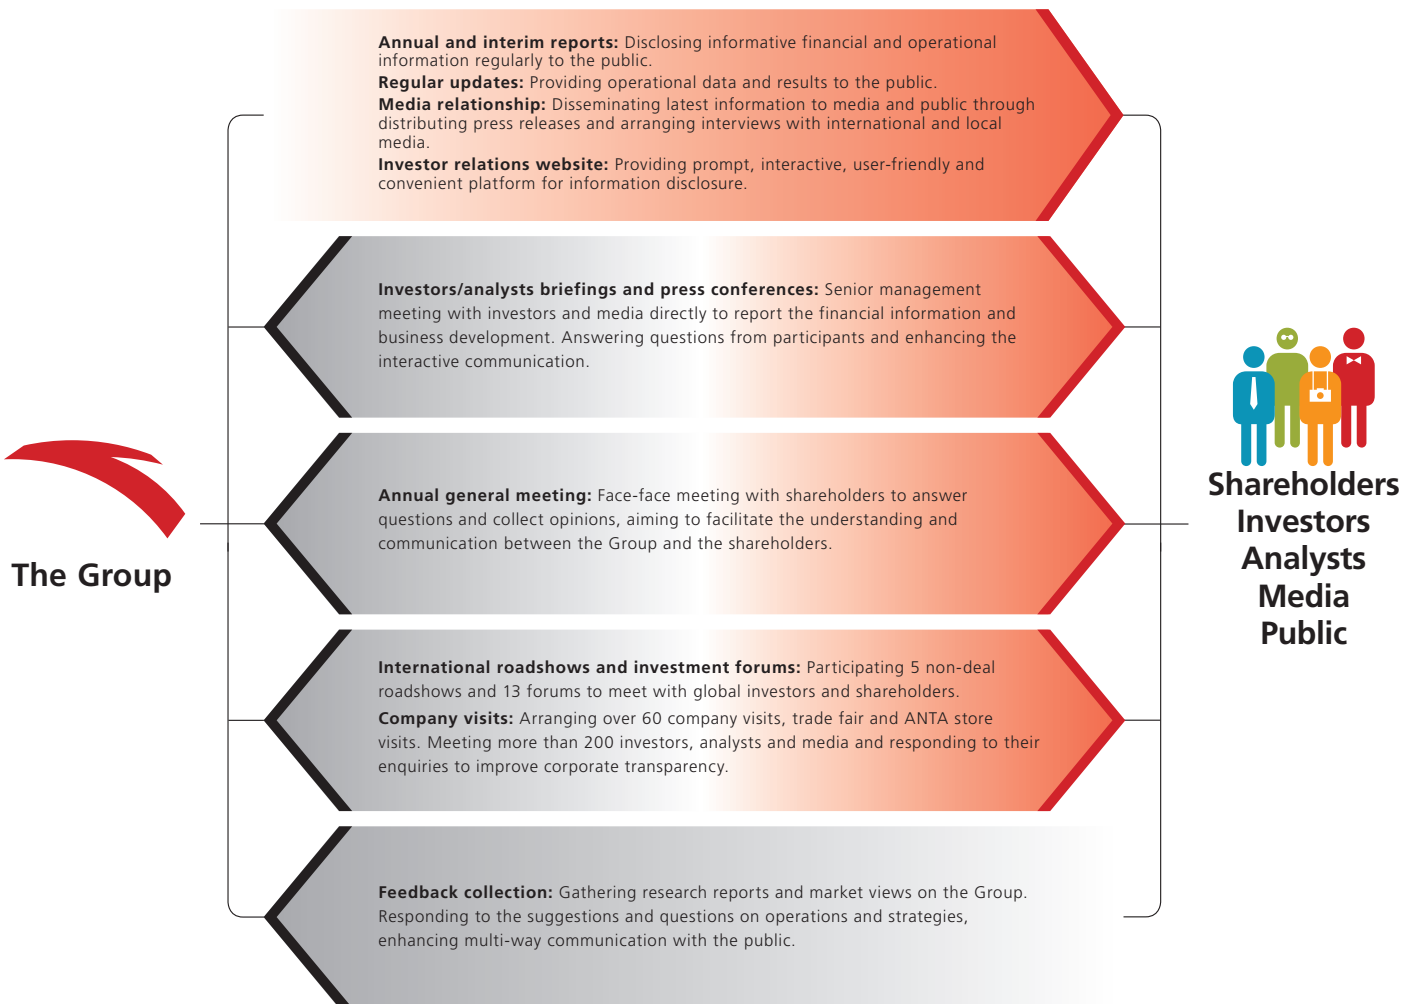 Annual and interim reports: Disclosing informative financial and operational
information regularly to the public.
Regular updates: Providing operational data and results to the public.
Media relationship: Disseminating latest information to media and public through
distributing press releases and arranging interviews with international and local
media.
Investor relations website: Providing prompt, interactive, user-friendly and
convenient platform for information disclosure.
Investors/analysts briefings and press conferences: Senior management
meeting with investors and media directly to report the financial information and
business development. Answering questions from participants and enhancing the
interactive communication.
Annual general meeting: Face-face meeting with shareholders to answer
questions and collect opinions, aiming to facilitate the understanding and
communication between the Group and the shareholders.
International roadshows and investment forums: Participating 5 non-deal
roadshows and 13 forums to meet with global investors and shareholders.
Company visits: Arranging over 60 company visits, trade fair and ANTA store
visits. Meeting more than 200 investors, analysts and media and responding to their
enquiries to improve corporate transparency.
Feedback collection: Gathering research reports and market views on the Group.
Responding to the suggestions and questions on operations and strategies,
enhancing multi-way communication with the public.
The Group
Shareholders
Investors
Analysts
Media
Public